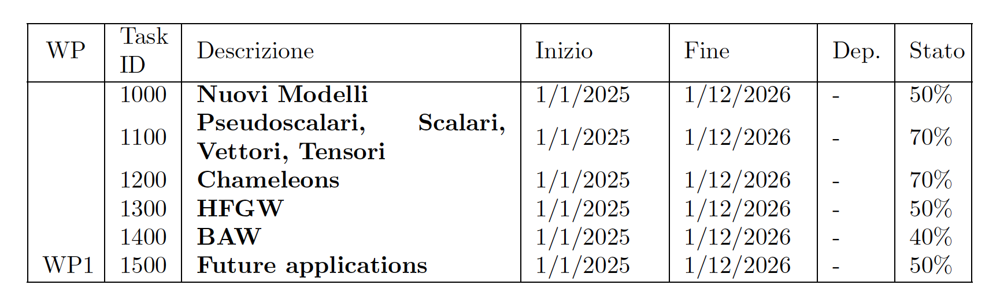 WP Task ID Descrizione Inizio Fine Dep. Stato
1000 Nuovi Modelli 1/1/2025 1/12/2026 - 50%
1100 Pseudoscalari, Scalari, Vettori, Tensori 1/1/2025 1/12/2026 - 70%
1200 Chameleons 1/1/2025 1/12/2026 - 70%
1300 HFGW 1/1/2025 1/12/2026 - 50%
1400 BAW 1/1/2025 1/12/2026 - 40%
WP1 1500 Future applications 1/1/2025 1/12/2026 - 50%